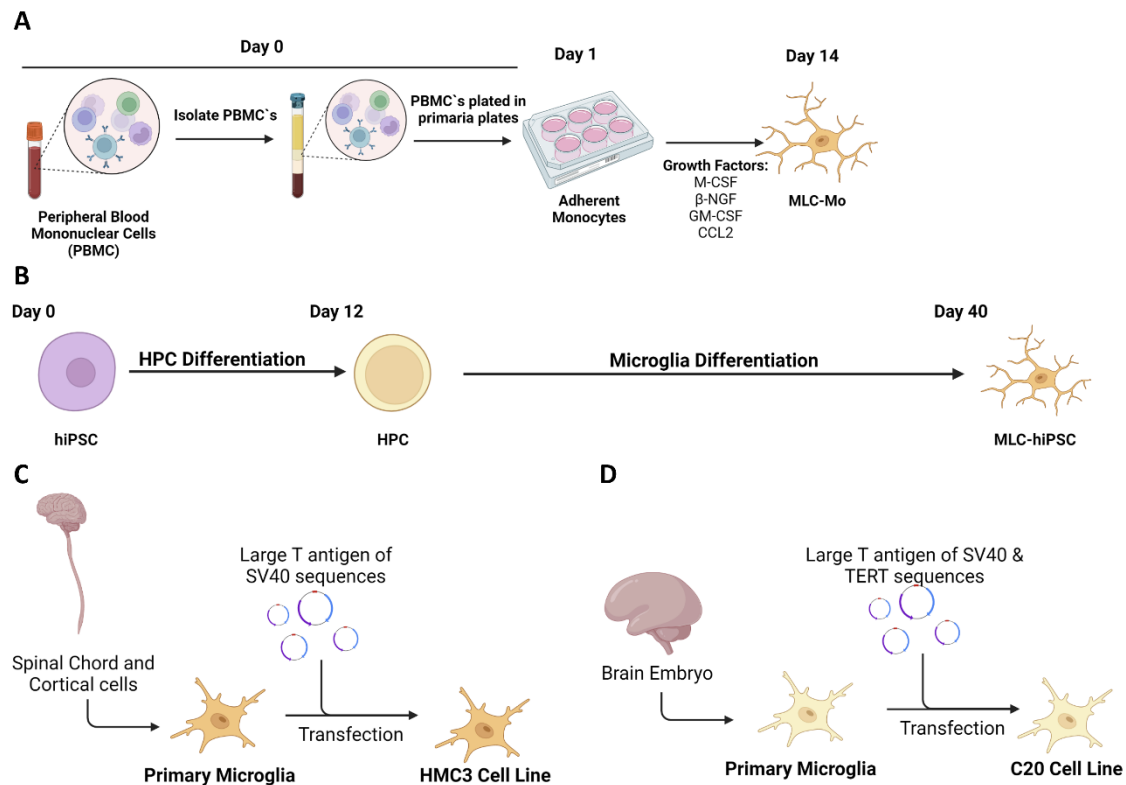 A
Day 0
Day 1
Day 14
Isolate PBMC`s
PBMC`s plated in
primaria plates
Growth Factors:
M-CSF
β-NGF
GM-CSF
CCL2
Peripheral Blood
Mononuclear Cells
(PBMC)
Adherent
Monocytes
MLC-Mo
B
Day 0
Day 12
Day 40
HPC Differentiation
Microglia Differentiation
hiPSC
HPC
MLC-hiPSC
C
Large T antigen of
SV40 sequences
Spinal Chord and
Cortical cells
Transfection
Primary Microglia
HMC3 Cell Line
D
Large T antigen of SV40 &
TERT sequences
Brain Embryo
Transfection
Primary Microglia
C20 Cell Line